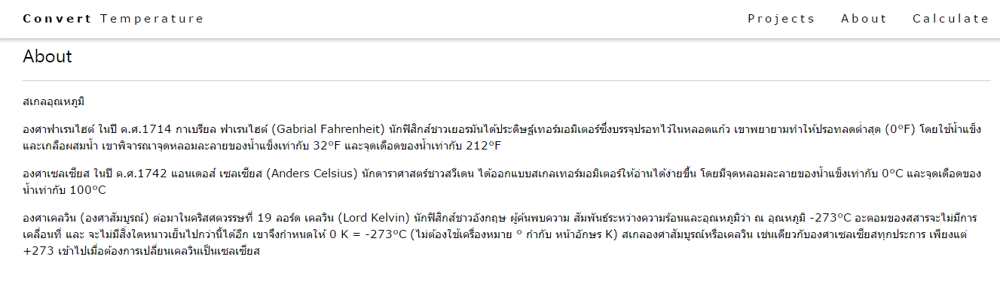 Convert Temperature
Projects
About
Calculate
About
สเกลอุณหภูมิ
องศาฟาเรนไฮต์ ในปี ค.ศ.1714 กาเบรียล ฟาเรนไฮต์ (Gabrial Fahrenheit) นักฟิสิกส์ชาวเยอรมันได้ประดิษฐ์เทอร์มอมิเตอร์ซึ่งบรรจุปรอทไว้ในหลอดแก้ว เขาพยายามทำให้ปรอทลดต่ำสุด (0°F) โดยใช้น้ำแข็ง
และเกลือผสมน้ำ เขาพิจารณาจุดหลอมละลายของน้ำแข็งเท่ากับ 32°F และจุดเดือดของน้ำเท่ากับ 212°F
องศาเซลเซียส ในปี ค.ศ.1742 แอนเดอส์ เซลเซียส (Anders Celsius) นักดาราศาสตร์ชาวสวีเดน ได้ออกแบบสเกลเทอร์มอมิเตอร์ให้อ่านได้ง่ายขึ้น โดยมีจุดหลอมละลายของน้ำแข็งเท่ากับ 0°C และจุดเดือดของ
น้ำเท่ากับ 100°C
องศาเคลวิน (องศาสัมบูรณ์) ต่อมาในคริสศตวรรษที่ 19 ลอร์ด เคลวิน (Lord Kelvin) นักฟิสิกส์ชาวอังกฤษ ผู้ค้นพบความ สัมพันธ์ระหว่างความร้อนและอุณหภูมิว่า ณ อุณหภูมิ -273°C อะตอมของสสารจะไม่มีการ
เคลื่อนที่ และ จะไม่มีสิ่งใดหนาวเย็นไปกว่านี้ได้อีก เขาจึงกำหนดให้ 0 K = -273°C (ไม่ต้องใช้เครื่องหมาย ° กำกับ หน้าอักษร K) สเกลองศาสัมบูรณ์หรือเคลวิน เช่นเดียวกับองศาเซลเซียสทุกประการ เพียงแต่
+273 เข้าไปเมื่อต้องการเปลี่ยนเคลวินเป็นเซลเซียส